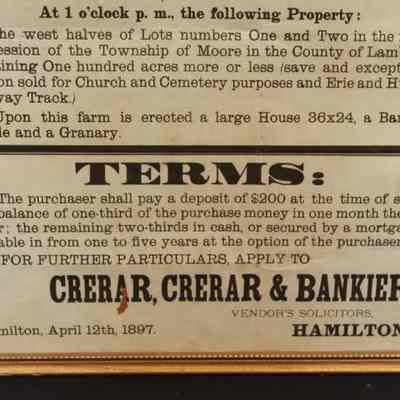 At 1 o'clock p. m., the following Property:
he west halves of Lots numbers One and Two in the
ession of the Township of Moore in the County of Lam
ining One hundred acres more or less (save and except
on sold for Church and Cemetery purposes and Erie and H
way Track.)
Upon this farm is erected a large House 36x24, a Ba
le and a Granary.
TERMS:
The purchaser shall pay a deposit of $200 at the time of s
balance of one-third of the purchase money in one month the
r; the remaining two-thirds in cash, or secured by a mortga
able in from one to five years at the option of the purchaser
FOR FURTHER PARTICULARS, APPLY TO
CRERAR, CRERAR & BANKIER
VENDOR'S SOLICITORS,
milton, April 12th, 1897.
HAMILTON